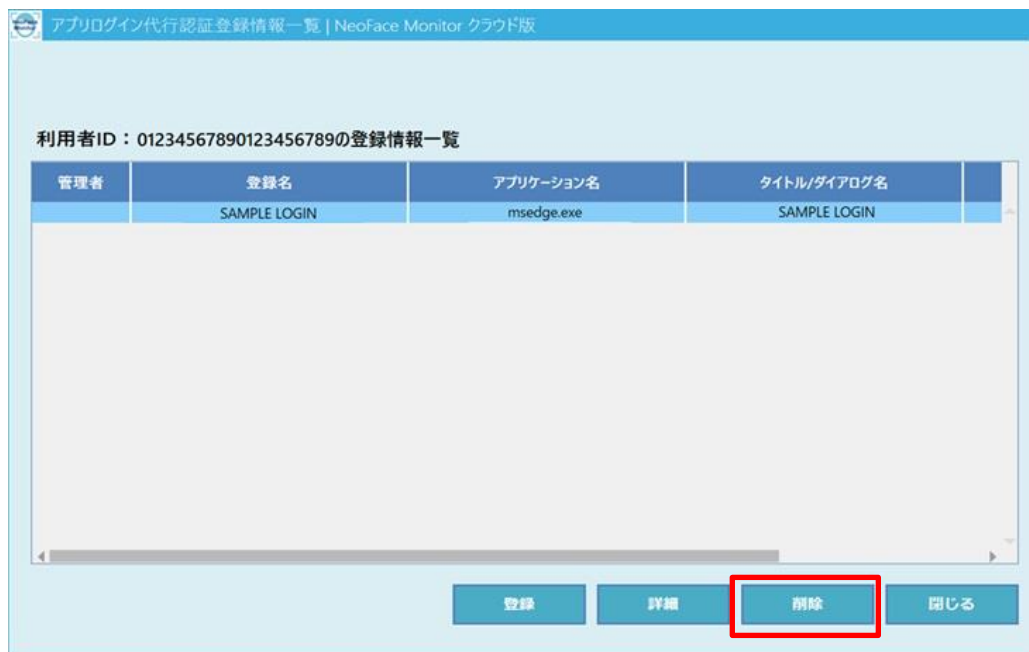 アプリログイン代行認証登録情報一覧 | NeoFace Monitor クラウド版
利用者ID：01234567890123456789の登録情報一覧
管理者 登録名 アプリケーション名 タイトル/ダイアログ名
SAMPLE LOGIN msedge.exe SAMPLE LOGIN
登録 詳細 削除 閉じる